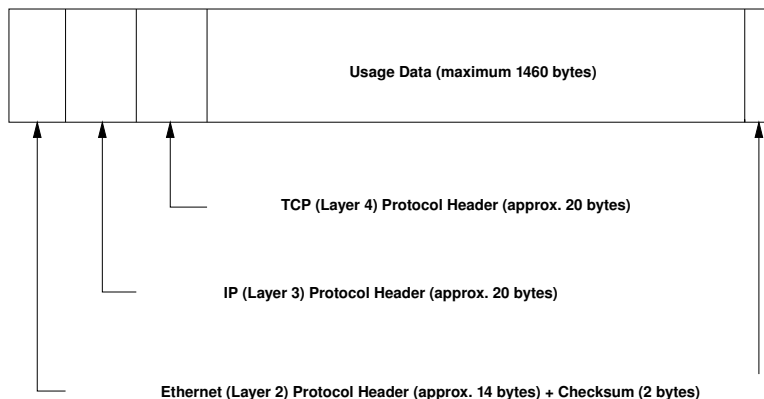 Usage Data (maximum 1460 bytes)
TCP (Layer 4) Protocol Header (approx. 20 bytes)
IP (Layer 3) Protocol Header (approx. 20 bytes)
Ethernet (Layer 2) Protocol Header (approx. 14 bytes) + Checksum (2 bytes)